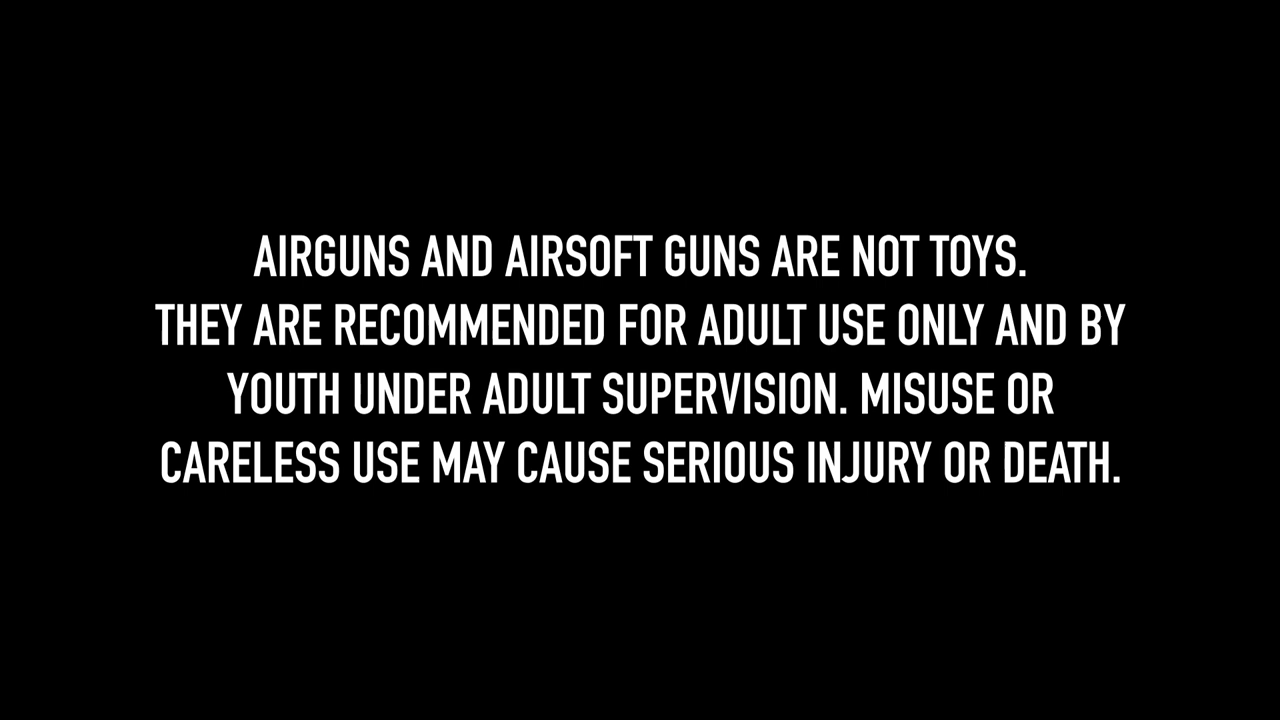 AIRGUNS AND AIRSOFT GUNS ARE NOT TOYS.
THEY ARE RECOMMENDED FOR ADULT USE ONLY AND BY
YOUTH UNDER ADULT SUPERVISION. MISUSE OR
CARELESS USE MAY CAUSE SERIOUS INJURY OR DEATH.